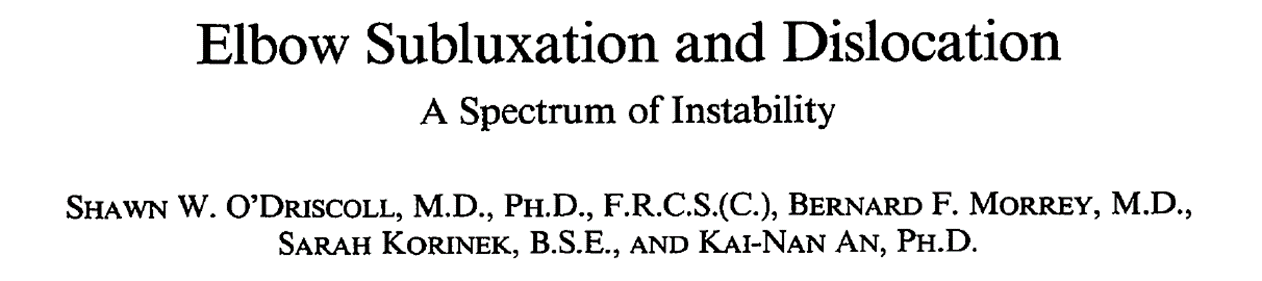 Elbow Subluxation and Dislocation
A Spectrum of Instability
SHAWN W. O'DRISCOLL, M.D., PH.D., F.R.C.S.(C.), BERNARD F. MORREY, M.D.,
SARAH KORINEK, B.S.E., AND KAI-NAN AN, PH.D.